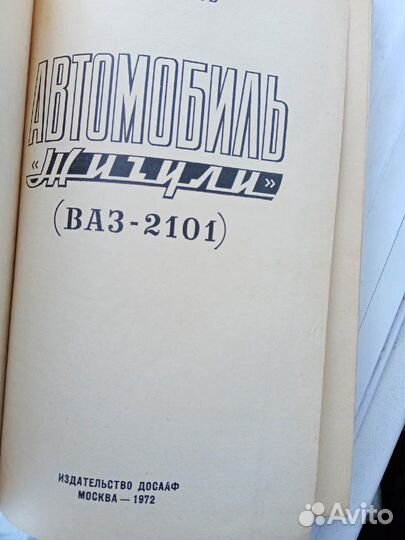 АВТОМОБИЛЬ
«Жигули»
(ВАЗ-2101)
ИЗДАТЕЛЬСТВО ДОСААФ
МОСКВА — 1972
Avito